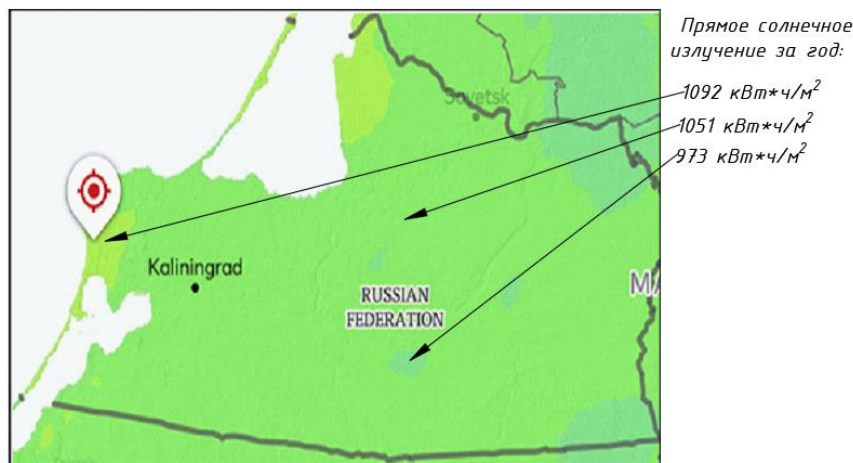 Прямое солнечное
излучение за год:
1092 кВт*ч/м²
1051 кВт*ч/м²
973 кВт*ч/м²
Sovetsk
Kaliningrad
RUSSIAN
FEDERATION